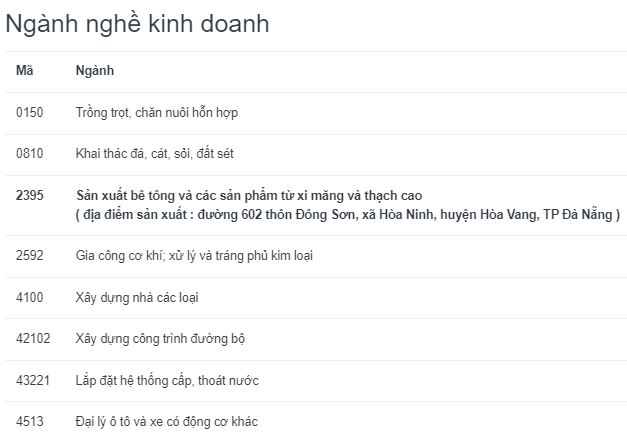 Ngành nghề kinh doanh
Mã Ngành
0150 Trồng trọt, chăn nuôi hỗn hợp
0810 Khai thác đá, cát, sỏi, đất sét
2395 Sản xuất bê tông và các sản phẩm từ xi măng và thạch cao
( địa điểm sản xuất : đường 602 thôn Đông Sơn, xã Hòa Ninh, huyện Hòa Vang, TP Đà Nẵng )
2592 Gia công cơ khí; xử lý và tráng phủ kim loại
4100 Xây dựng nhà các loại
42102 Xây dựng công trình đường bộ
43221 Lắp đặt hệ thống cấp, thoát nước
4513 Đại lý ô tô và xe có động cơ khác